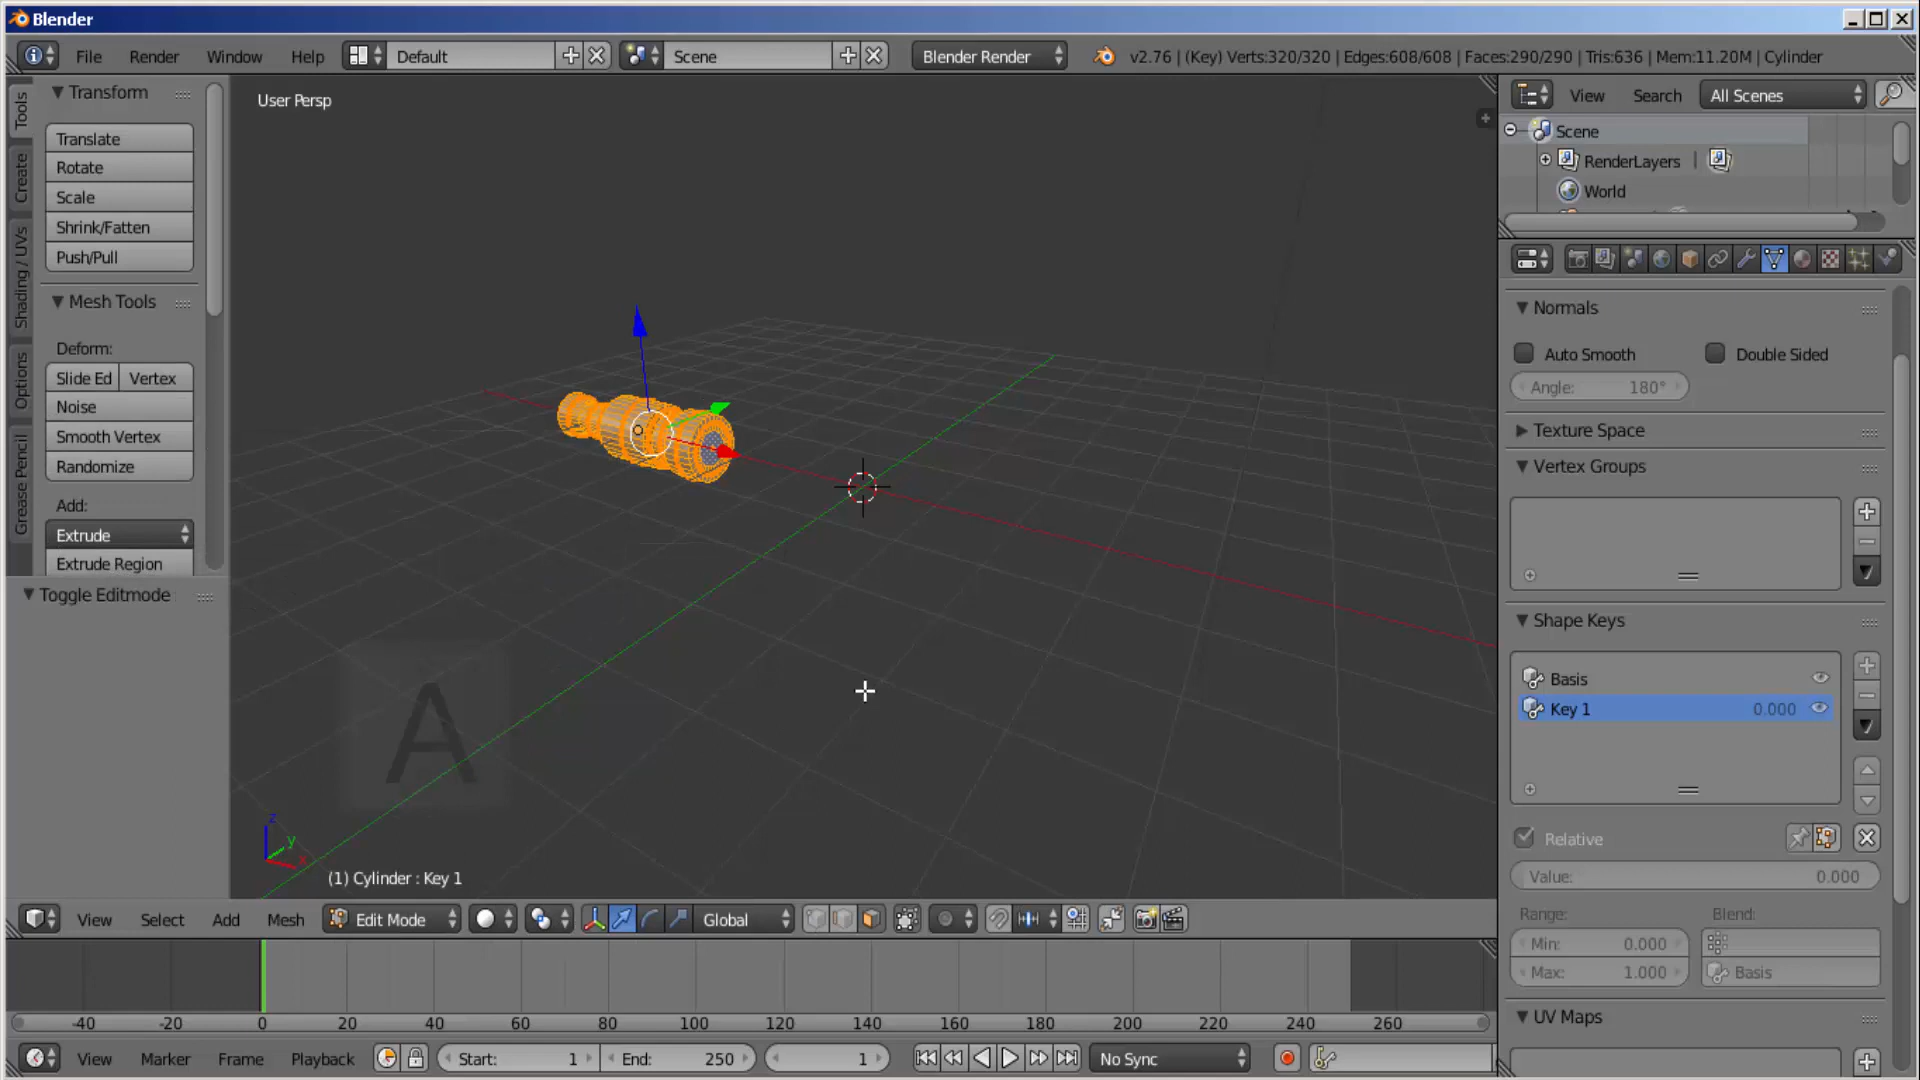 Blender
File Render Window Help Default Scene Blender Render v2.76 | (Key) Verts:320/320 | Edges:608/608 | Faces:290/290 | Tris:636 | Mem:11.20M | Cylinder
Tools
Create
Shading / UVs
Options
Grease Pencil
Transform
Translate
Rotate
Scale
Shrink/Fatten
Push/Pull
Mesh Tools
Deform:
Slide Ed Vertex
Noise
Smooth Vertex
Randomize
Add:
Extrude
Extrude Region
Toggle Editmode
User Persp
A
z
y
x
(1) Cylinder : Key 1
View Search All Scenes
Scene
RenderLayers |
World
Normals
Auto Smooth Double Sided
Angle: 180°
Texture Space
Vertex Groups
Shape Keys
Basis
Key 1 0.000
Relative
Value: 0.000
Range: Blend:
Min: 0.000
Max: 1.000 Basis
UV Maps
View Select Add Mesh Edit Mode Global
-40 -20 0 20 40 60 80 100 120 140 160 180 200 220 240 260
View Marker Frame Playback Start: 1 End: 250 1 No Sync